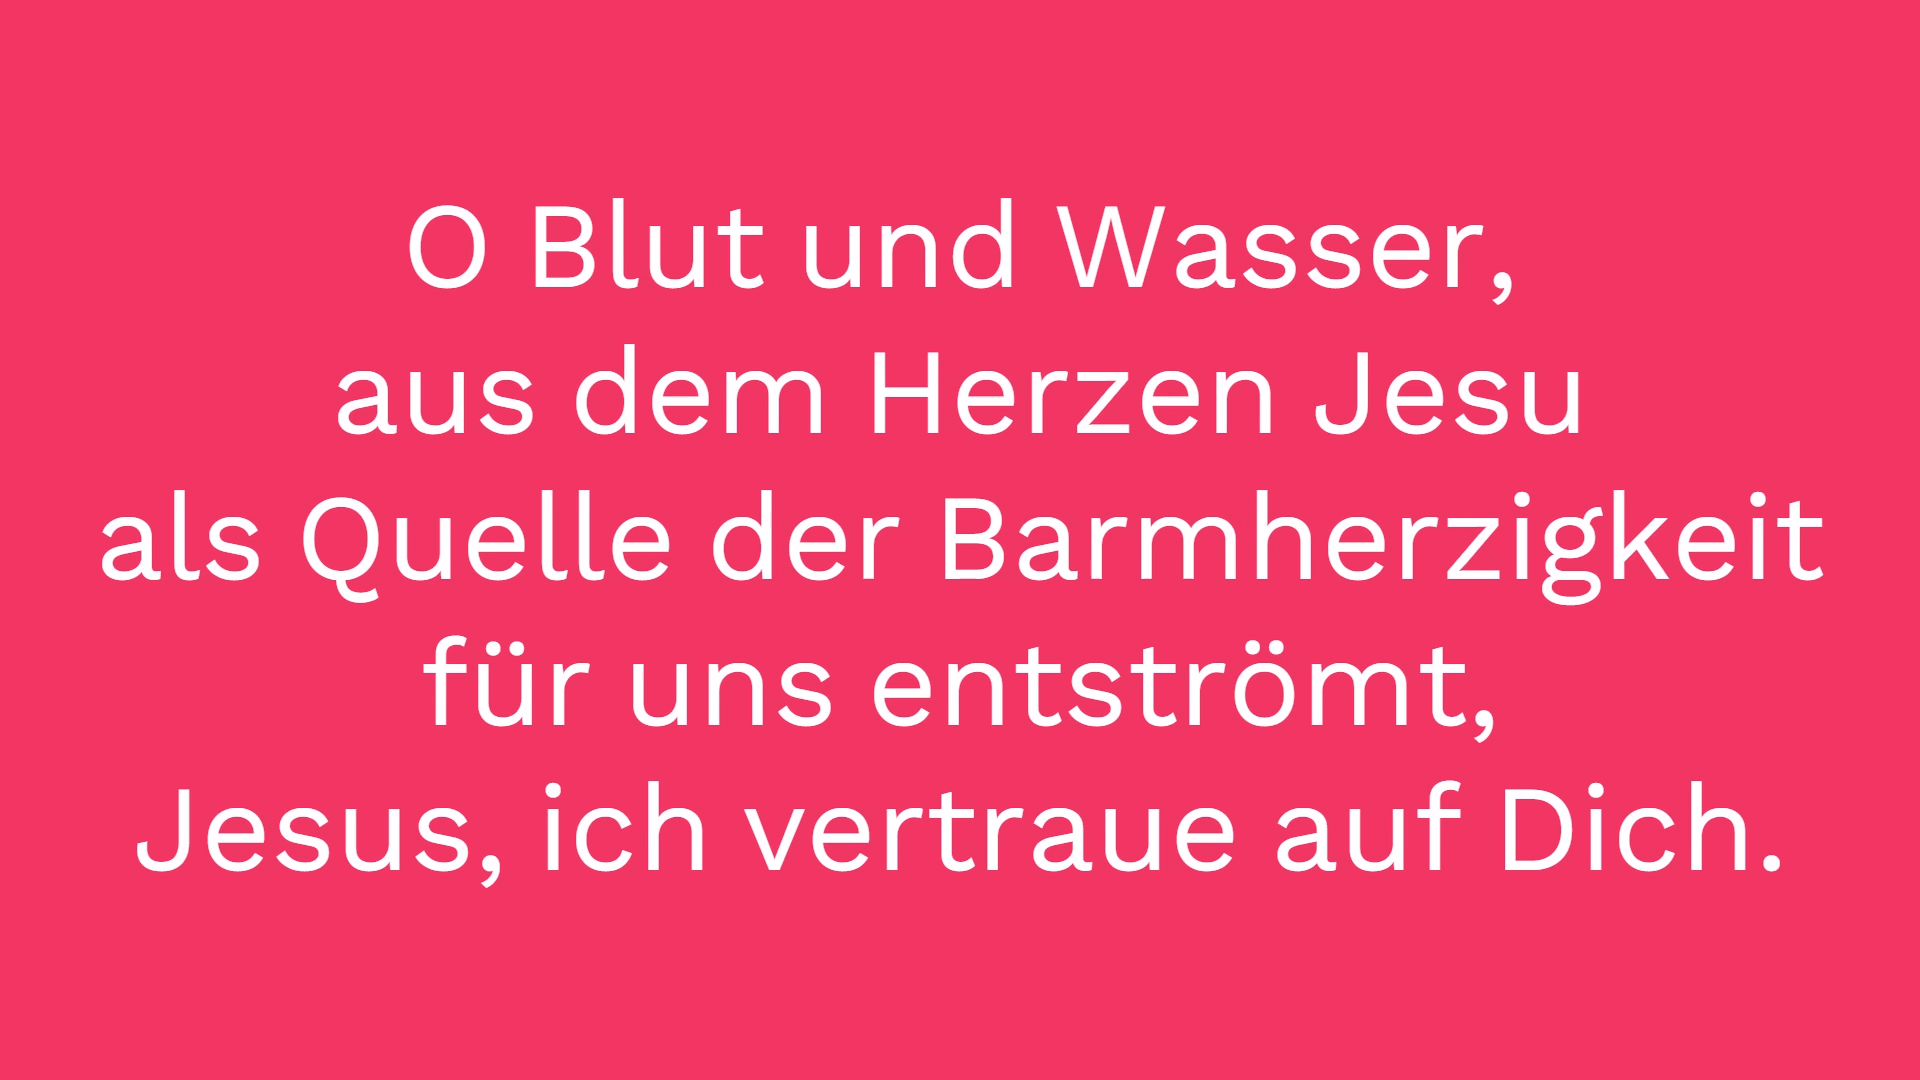 O Blut und Wasser,
aus dem Herzen Jesu
als Quelle der Barmherzigkeit
für uns entströmt,
Jesus, ich vertraue auf Dich.